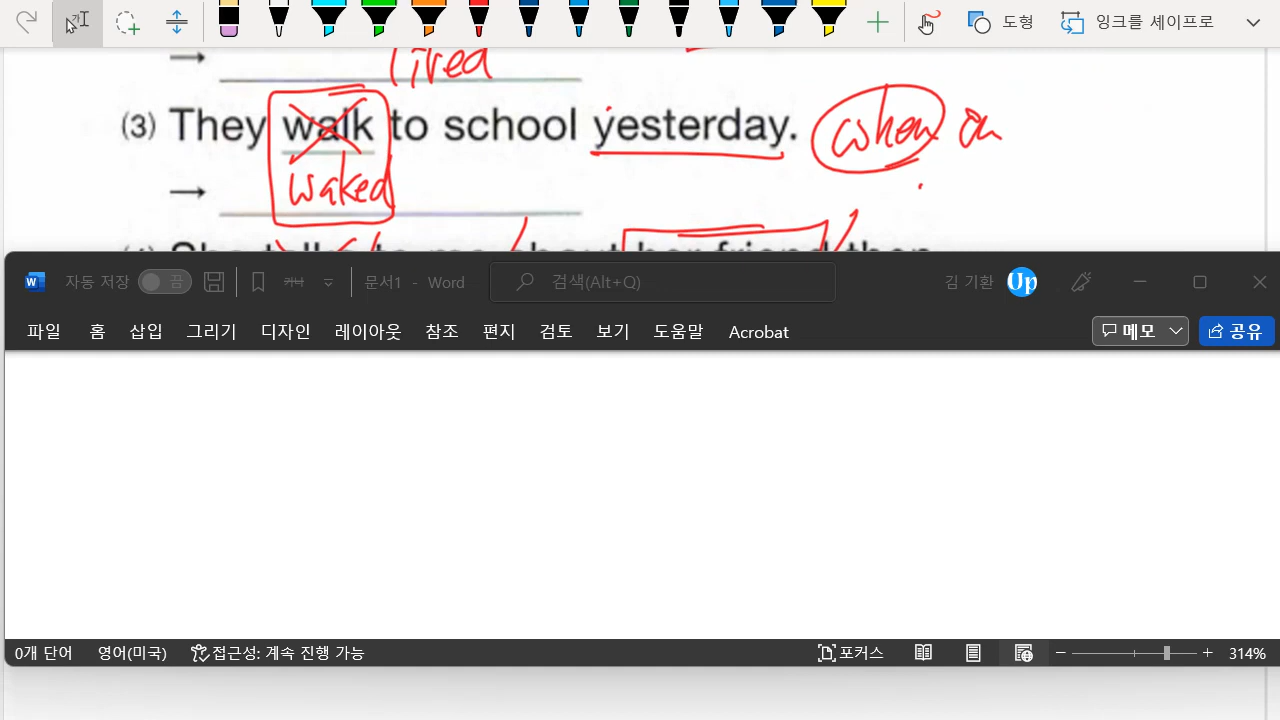 도형
잉크를 셰이프로
→ lived
(3) They walk to school yesterday. when on
→ waked
자동 저장 끔 가나 문서1 - Word 검색(Alt+Q) 김 기환 Up
파일 홈 삽입 그리기 디자인 레이아웃 참조 편지 검토 보기 도움말 Acrobat 메모 공유
0개 단어 영어(미국) 접근성: 계속 진행 가능 포커스 314%